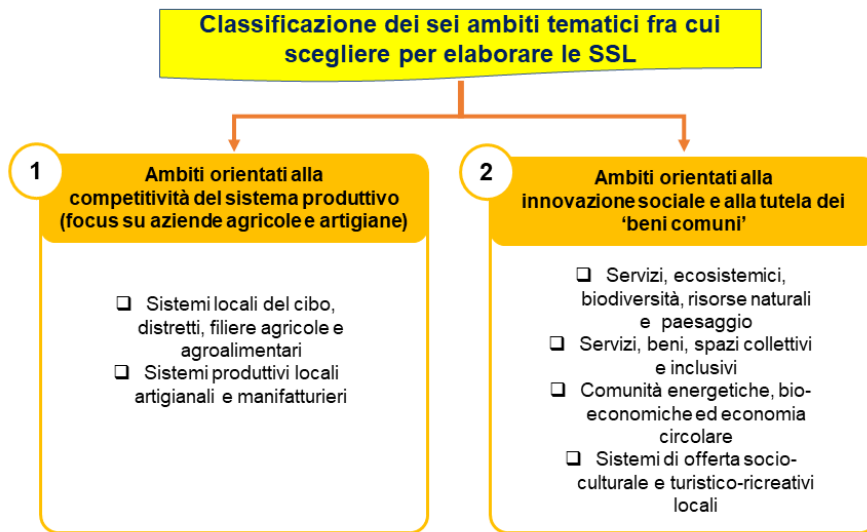 Classificazione dei sei ambiti tematici fra cui
scegliere per elaborare le SSL
1
Ambiti orientati alla
competitività del sistema produttivo
(focus su aziende agricole e artigiane)
❑ Sistemi locali del cibo,
distretti, filiere agricole e
agroalimentari
❑ Sistemi produttivi locali
artigianali e manifatturieri
2
Ambiti orientati alla
innovazione sociale e alla tutela dei
‘beni comuni’
❑ Servizi, ecosistemici,
biodiversità, risorse naturali
e paesaggio
❑ Servizi, beni, spazi collettivi
e inclusivi
❑ Comunità energetiche, bio-
economiche ed economia
circolare
❑ Sistemi di offerta socio-
culturale e turistico-ricreativi
locali